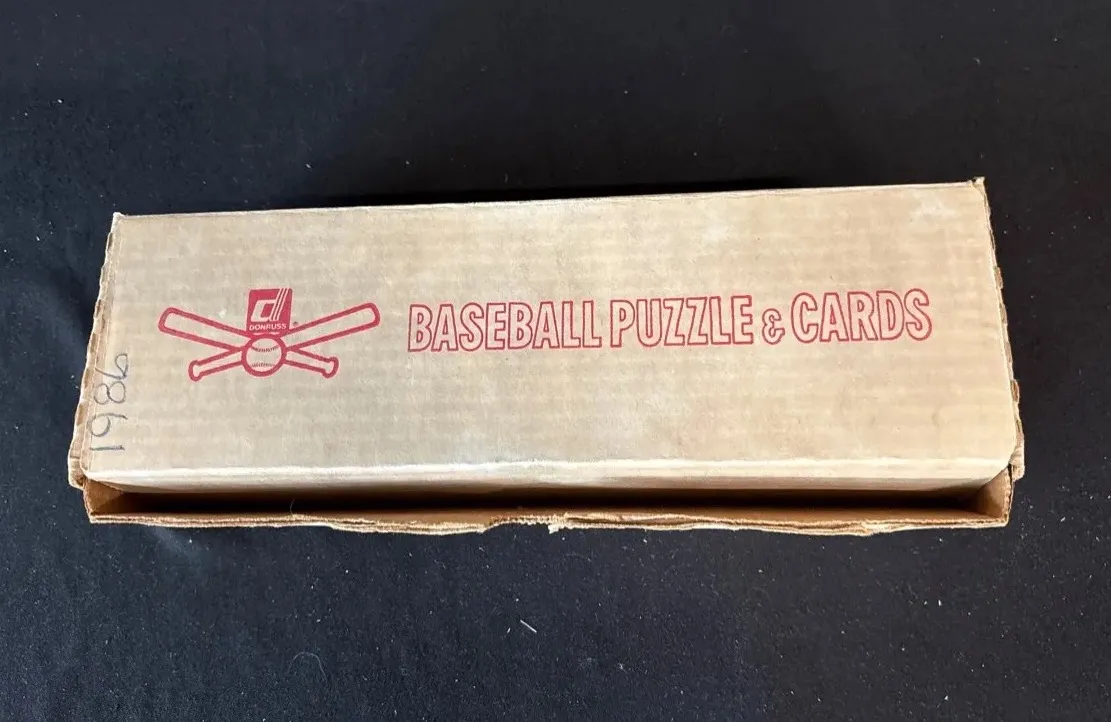 d
DONRUSS®
BASEBALL PUZZLE & CARDS
1986